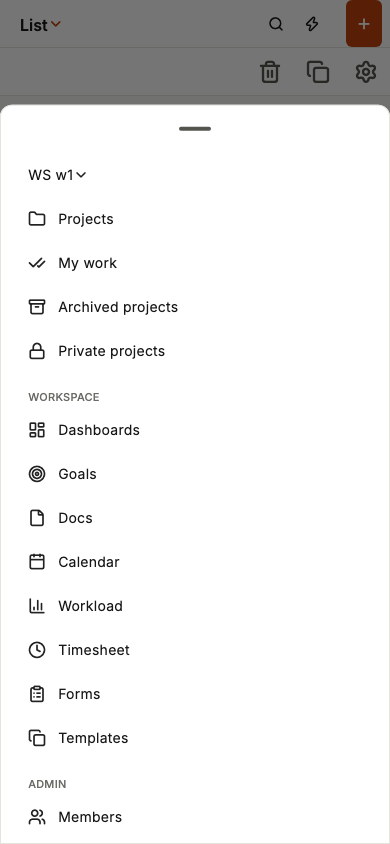 List
WS w1
Projects
My work
Archived projects
Private projects
WORKSPACE
Dashboards
Goals
Docs
Calendar
Workload
Timesheet
Forms
Templates
ADMIN
Members